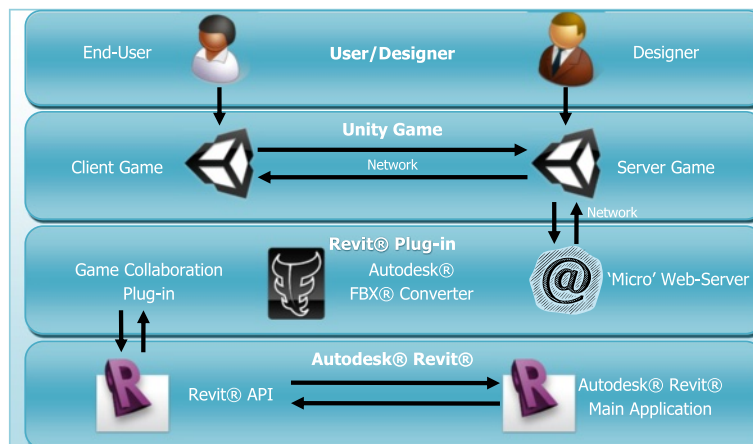 End-User
User/Designer
Designer
Unity Game
Client Game
Network
Server Game
Network
Revit® Plug-in
Game Collaboration
Plug-in
Autodesk®
FBX® Converter
@
'Micro' Web-Server
Autodesk® Revit®
R
Revit® API
R
Autodesk® Revit®
Main Application